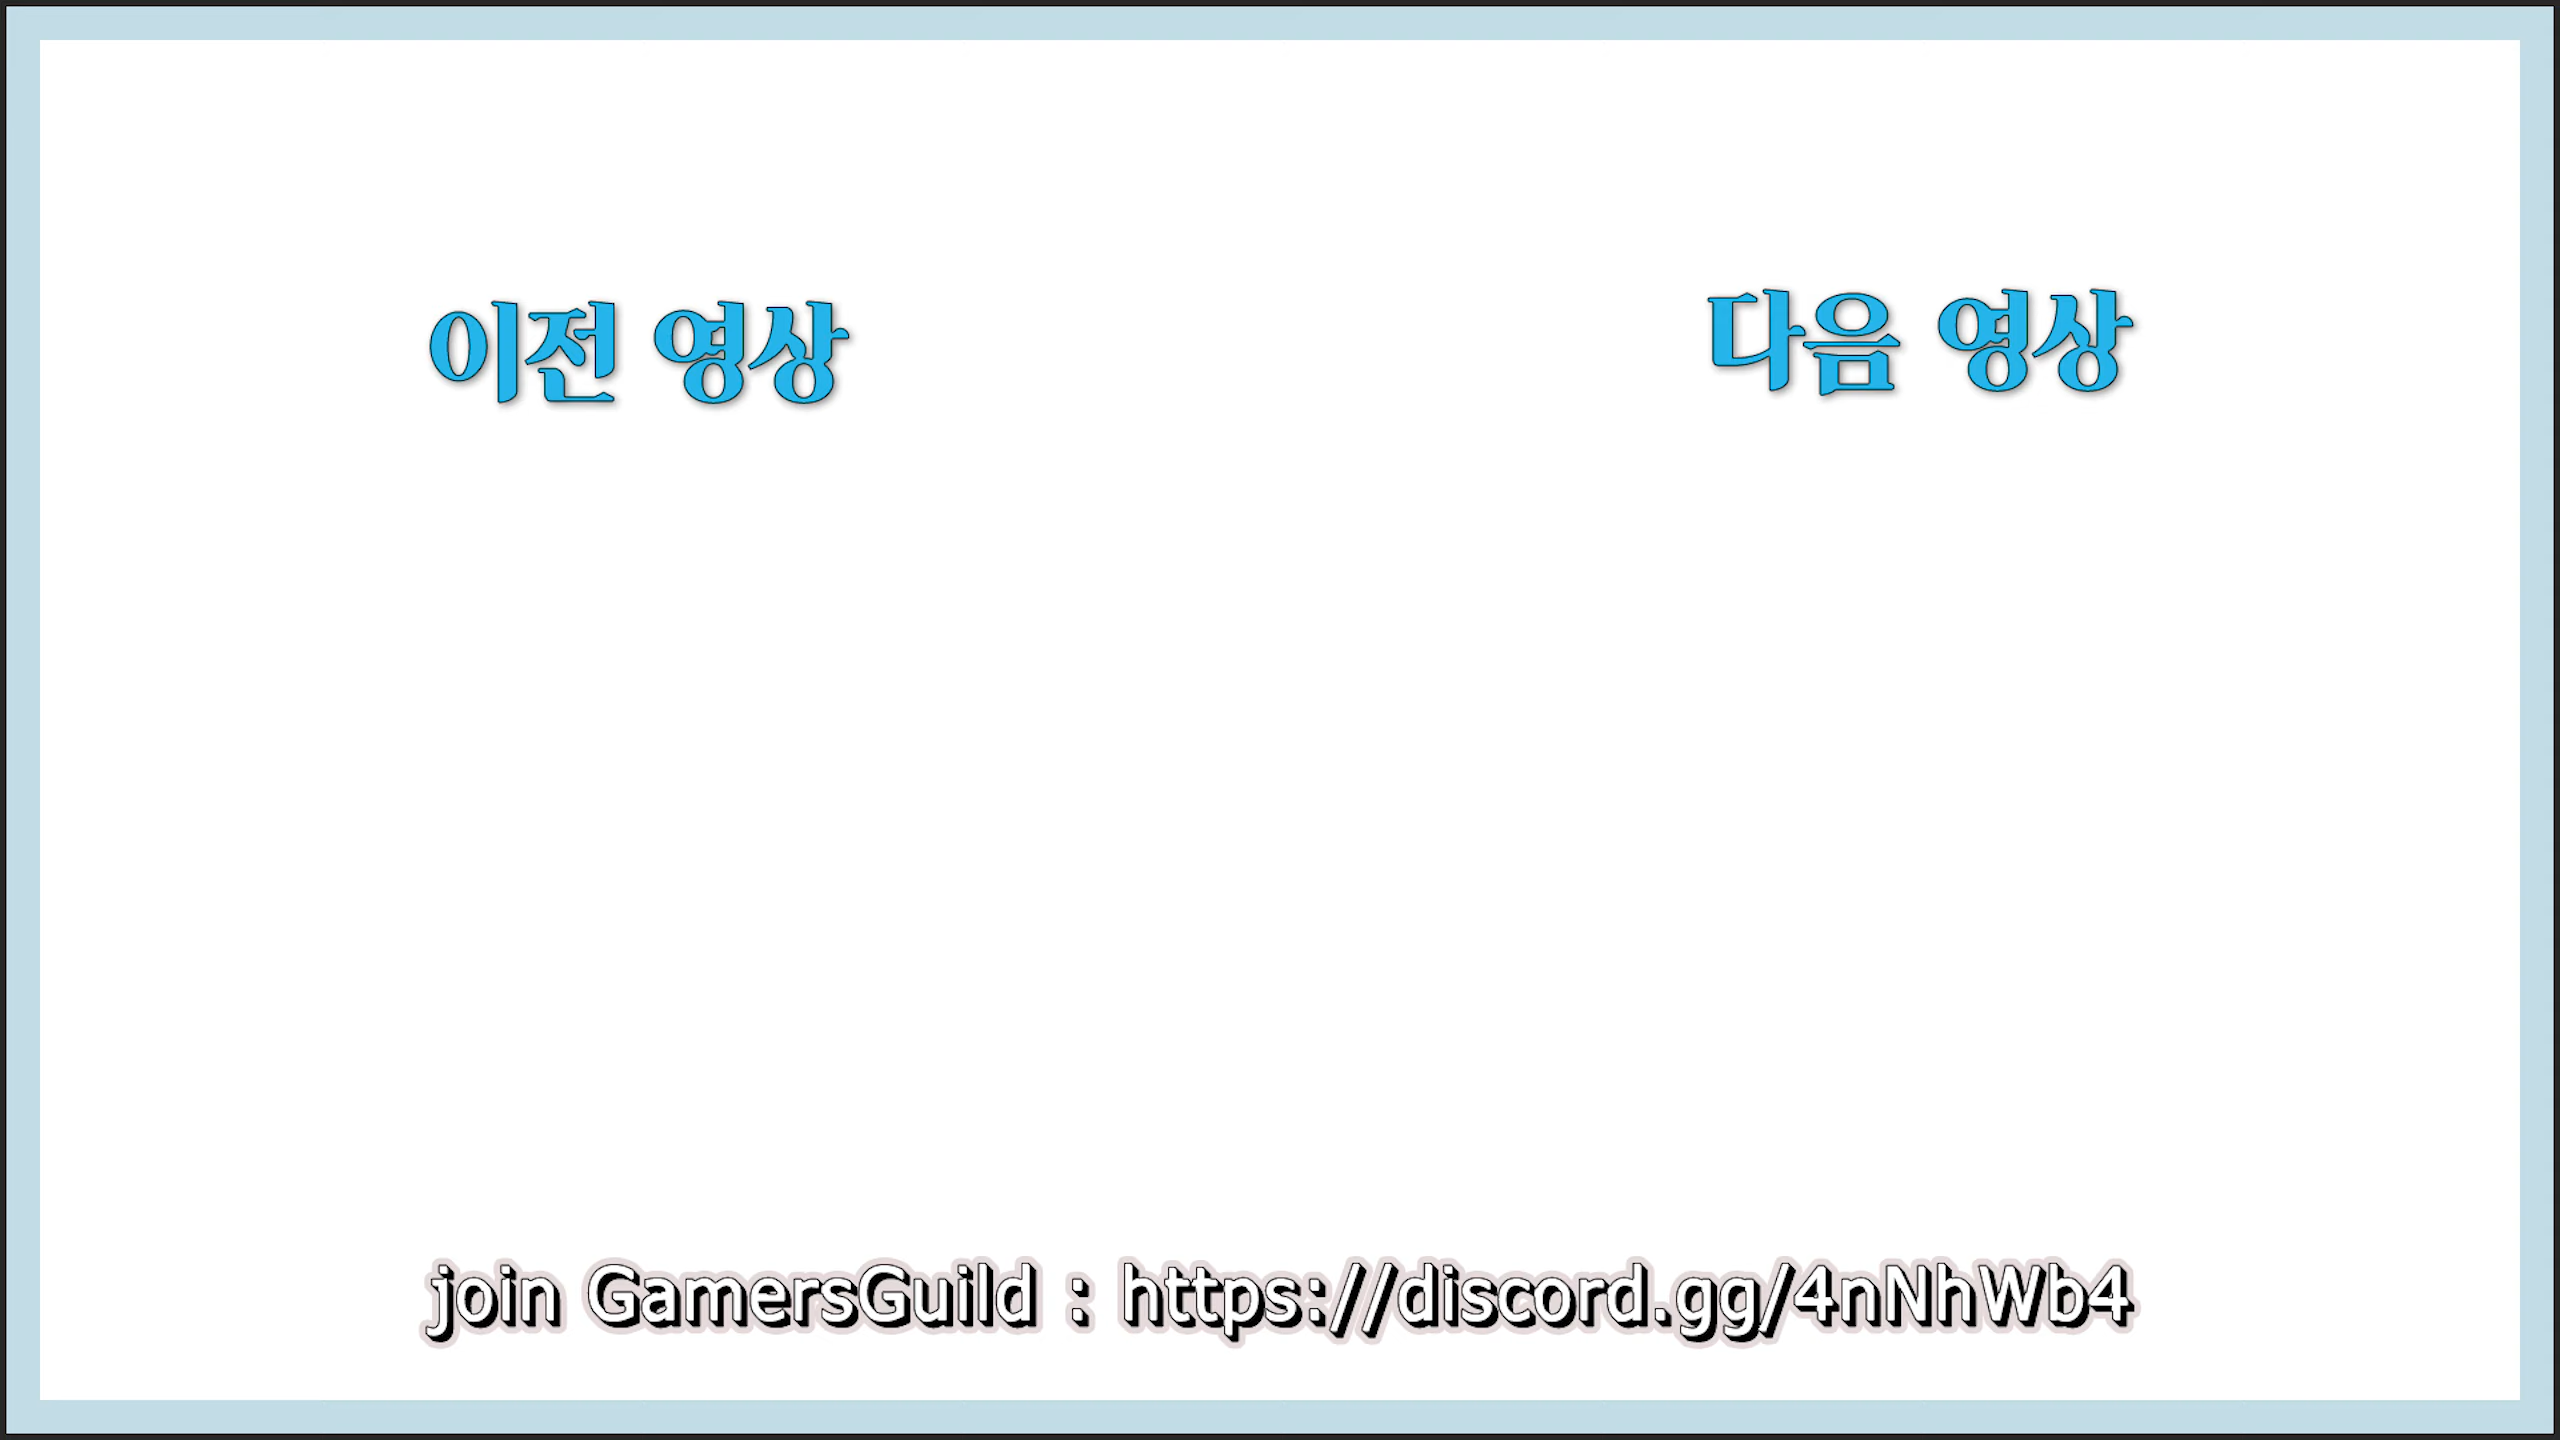 이전 영상
다음 영상
join GamersGuild : https://discord.gg/4nNhWb4